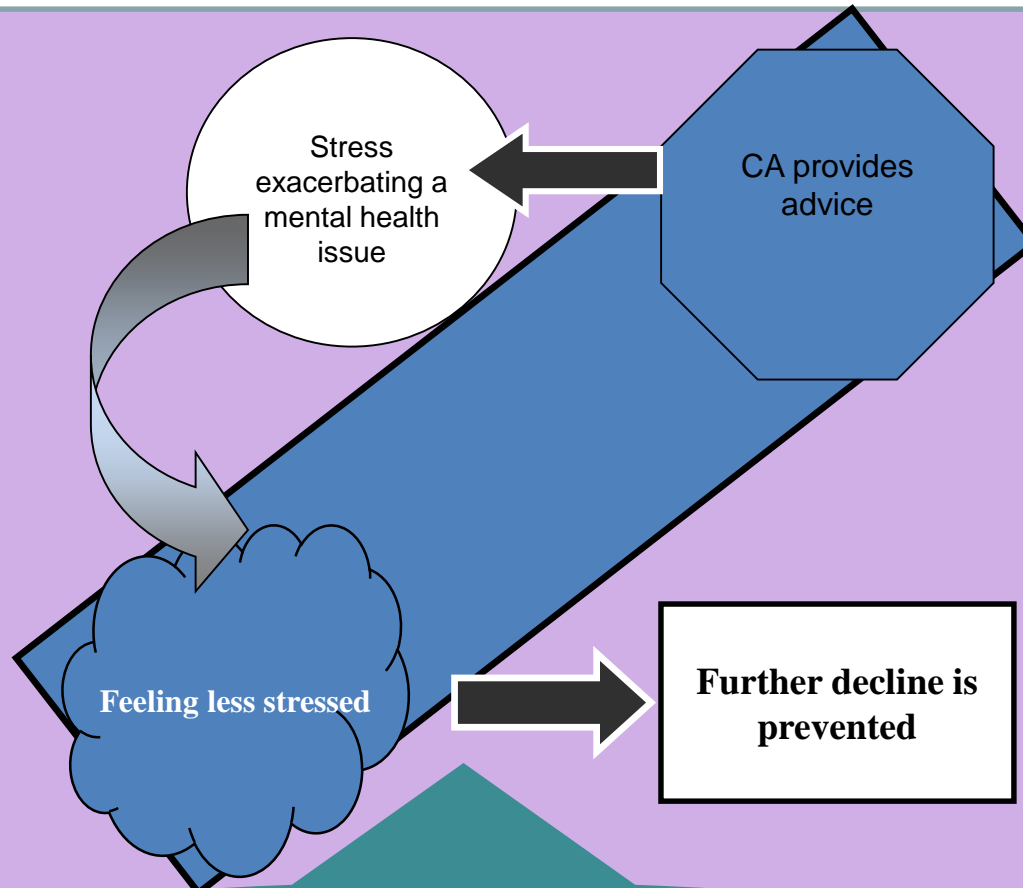 Stress
exacerbating a
mental health
issue
CA provides
advice
Feeling less stressed
Further decline is
prevented